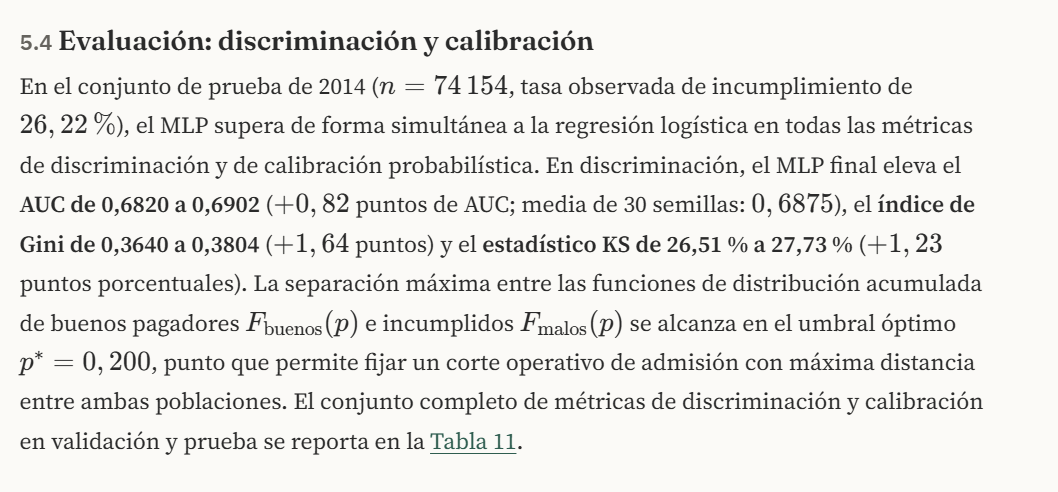 5.4 Evaluación: discriminación y calibración
En el conjunto de prueba de 2014 (n = 74 154, tasa observada de incumplimiento de
26, 22 %), el MLP supera de forma simultánea a la regresión logística en todas las métricas
de discriminación y de calibración probabilística. En discriminación, el MLP final eleva el
AUC de 0,6820 a 0,6902 (+0, 82 puntos de AUC; media de 30 semillas: 0, 6875), el índice de
Gini de 0,3640 a 0,3804 (+1, 64 puntos) y el estadístico KS de 26,51 % a 27,73 % (+1, 23
puntos porcentuales). La separación máxima entre las funciones de distribución acumulada
de buenos pagadores F_buenos(p) e incumplidos F_malos(p) se alcanza en el umbral óptimo
p* = 0, 200, punto que permite fijar un corte operativo de admisión con máxima distancia
entre ambas poblaciones. El conjunto completo de métricas de discriminación y calibración
en validación y prueba se reporta en la Tabla 11.